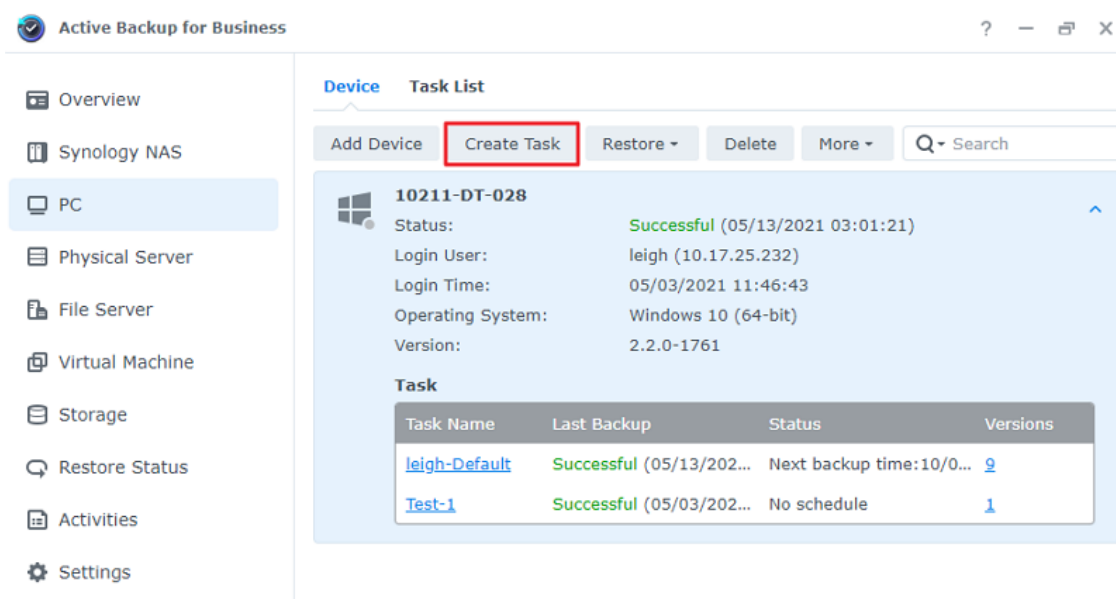 Active Backup for Business
?
Overview
Synology NAS
PC
Physical Server
File Server
Virtual Machine
Storage
Restore Status
Activities
Settings
Device Task List
Add Device Create Task Restore Delete More Search
10211-DT-028
Status: Successful (05/13/2021 03:01:21)
Login User: leigh (10.17.25.232)
Login Time: 05/03/2021 11:46:43
Operating System: Windows 10 (64-bit)
Version: 2.2.0-1761
Task
Task Name Last Backup Status Versions
leigh-Default Successful (05/13/202... Next backup time:10/0... 9
Test-1 Successful (05/03/202... No schedule 1